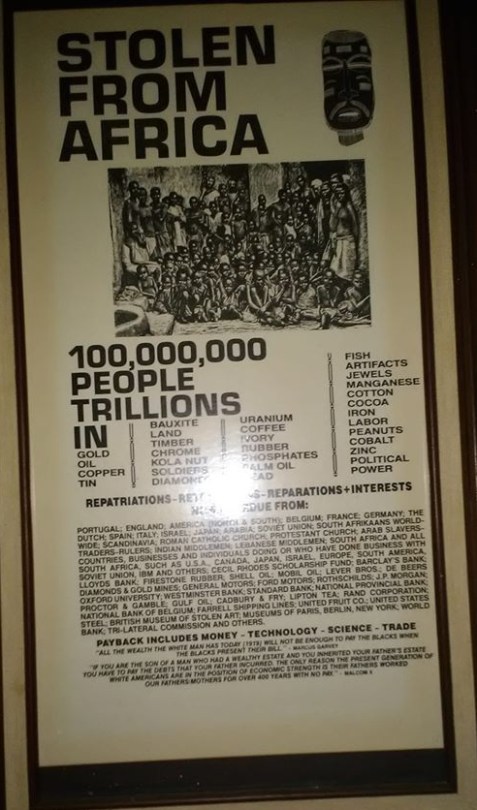 STOLEN
FROM
AFRICA
100,000,000
PEOPLE
TRILLIONS
IN
GOLD
OIL
COPPER
TIN
BAUXITE
LAND
TIMBER
CHROME
KOLA NUT
SOLDIERS
DIAMOND
URANIUM
COFFEE
IVORY
RUBBER
PHOSPHATES
PALM OIL
FISH
ARTIFACTS
JEWELS
MANGANESE
COTTON
COCOA
IRON
LABOR
PEANUTS
COBALT
ZINC
POLITICAL
POWER
REPATRIATIONS-REPARATIONS+INTERESTS
DUE FROM:
PORTUGAL; ENGLAND; AMERICA (NORTH & SOUTH); BELGIUM; FRANCE; GERMANY; THE
DUTCH; SPAIN; ITALY; ISRAEL; JAPAN; ARABIA; SOVIET UNION; SOUTH AFRIKAANS WORLD-
WIDE; SCANDINAVIA; ROMAN CATHOLIC CHURCH; PROTESTANT CHURCH; ARAB SLAVERS-
TRADERS-RULERS; INDIAN MIDDLEMEN; LEBANESE MIDDLEMEN; SOUTH AFRICA AND ALL
COUNTRIES, BUSINESSES AND INDIVIDUALS DOING OR WHO HAVE DONE BUSINESS WITH
SOUTH AFRICA, SUCH AS U.S.A., CANADA, JAPAN, ISRAEL, EUROPE, SOUTH AMERICA,
SOVIET UNION, IBM AND OTHERS; CECIL RHODES SCHOLARSHIP FUND; BARCLAY'S BANK;
LLOYDS BANK; FIRESTONE RUBBER; SHELL OIL; MOBIL OIL; LEVER BROS.; DE BEERS
DIAMONDS & GOLD MINES; GENERAL MOTORS; FORD MOTORS; ROTHSCHILDS; J.P. MORGAN;
OXFORD UNIVERSITY; WESTMINSTER BANK; STANDARD BANK; NATIONAL PROVINCIAL BANK;
PROCTOR & GAMBLE; GULF OIL; CADBURY & FRY; LIPTON TEA; RAND CORPORATION;
NATIONAL BANK OF BELGIUM; FARRELL SHIPPING LINES; UNITED FRUIT CO.; UNITED STATES
STEEL; BRITISH MUSEUM OF STOLEN ART; MUSEUMS OF PARIS, BERLIN, NEW YORK; WORLD
BANK; TRI-LATERAL COMMISSION AND OTHERS.
PAYBACK INCLUDES MONEY - TECHNOLOGY - SCIENCE - TRADE
"ALL THE WEALTH THE WHITE MAN HAS TODAY (1919) WILL NOT BE ENOUGH TO PAY THE BLACKS WHEN
THE BLACKS PRESENT THEIR BILL." - MARCUS GARVEY
"IF YOU ARE THE SON OF A MAN WHO HAD A WEALTHY ESTATE AND YOU INHERITED YOUR FATHER'S ESTATE
YOU HAVE TO PAY THE DEBTS THAT YOUR FATHER INCURRED. THE ONLY REASON THE PRESENT GENERATION OF
WHITE AMERICANS ARE IN THE POSITION OF ECONOMIC STRENGTH IS THEIR FATHERS WORKED
OUR FATHERS/MOTHERS FOR OVER 400 YEARS WITH NO PAY" - MALCOM X